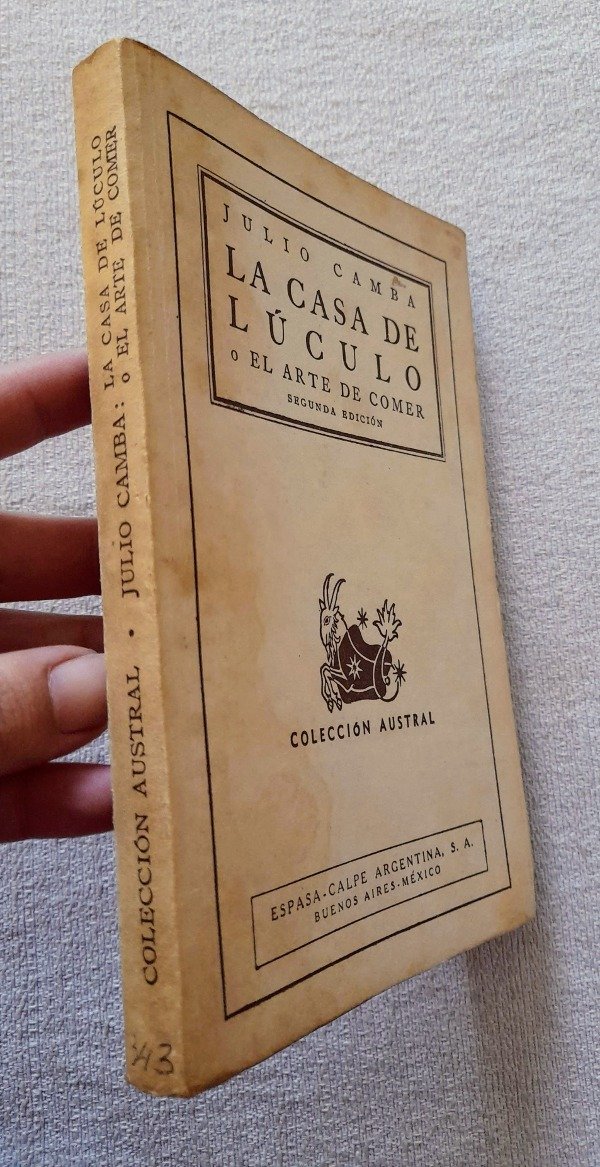 JULIO CAMBA
LA CASA DE
LÚCULO
O EL ARTE DE COMER
SEGUNDA EDICIÓN
COLECCIÓN AUSTRAL
ESPASA-CALPE ARGENTINA, S. A.
BUENOS AIRES-MÉXICO
COLECCIÓN AUSTRAL • JULIO CAMBA: LA CASA DE LÚCULO
O EL ARTE DE COMER
343